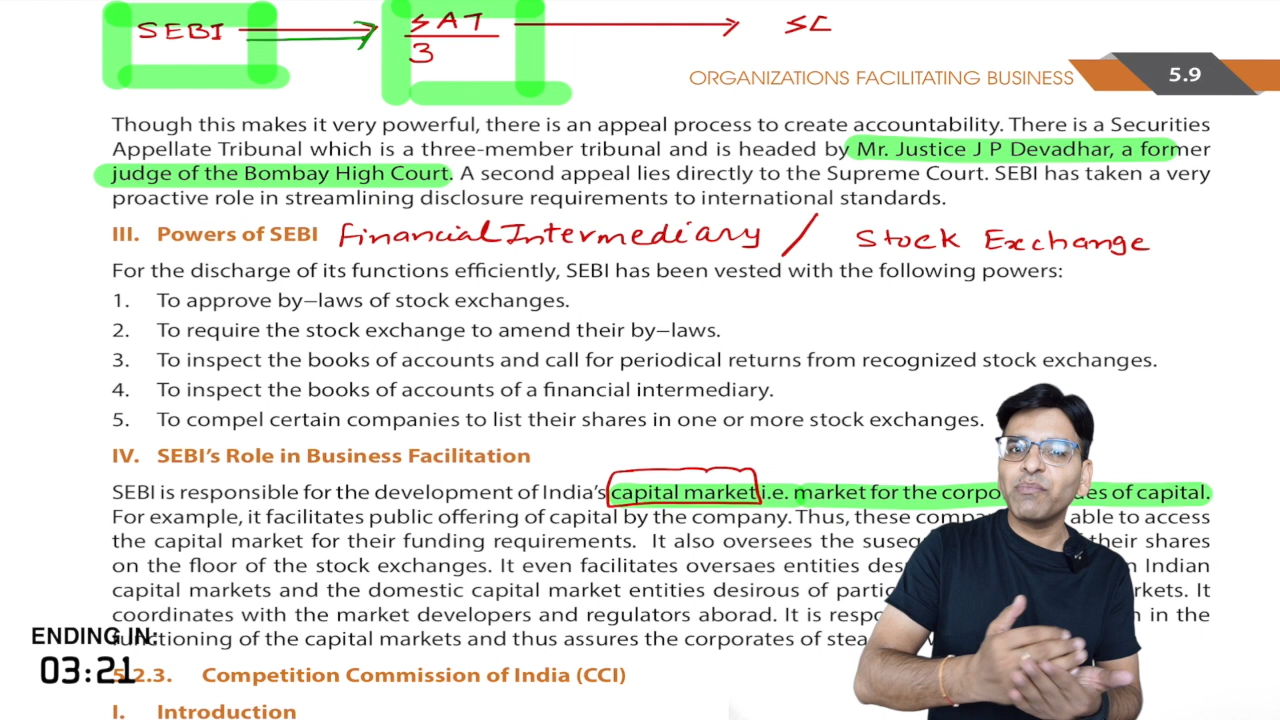 SEBI SAT SC
3
ORGANIZATIONS FACILITATING BUSINESS 5.9
Though this makes it very powerful, there is an appeal process to create accountability. There is a Securities
Appellate Tribunal which is a three-member tribunal and is headed by Mr. Justice J P Devadhar, a former
judge of the Bombay High Court. A second appeal lies directly to the Supreme Court. SEBI has taken a very
proactive role in streamlining disclosure requirements to international standards.
III. Powers of SEBI Financial Intermediary / Stock Exchange
For the discharge of its functions efficiently, SEBI has been vested with the following powers:
1. To approve by−laws of stock exchanges.
2. To require the stock exchange to amend their by−laws.
3. To inspect the books of accounts and call for periodical returns from recognized stock exchanges.
4. To inspect the books of accounts of a financial intermediary.
5. To compel certain companies to list their shares in one or more stock exchanges.
IV. SEBI's Role in Business Facilitation
SEBI is responsible for the development of India's capital market i.e. market for the of capital.
For example, it facilitates public offering of capital by the company. Thus, these able to access
the capital market for their funding requirements. It also oversees the their shares
on the floor of the stock exchanges. It even facilitates oversaes entities Indian
capital markets and the domestic capital market entities desirous of It
coordinates with the market developers and regulators aborad. It is in the
functioning of the capital markets and thus assures the corporates of
ENDING IN:
03:21
5.2.3. Competition Commission of India (CCI)
I. Introduction